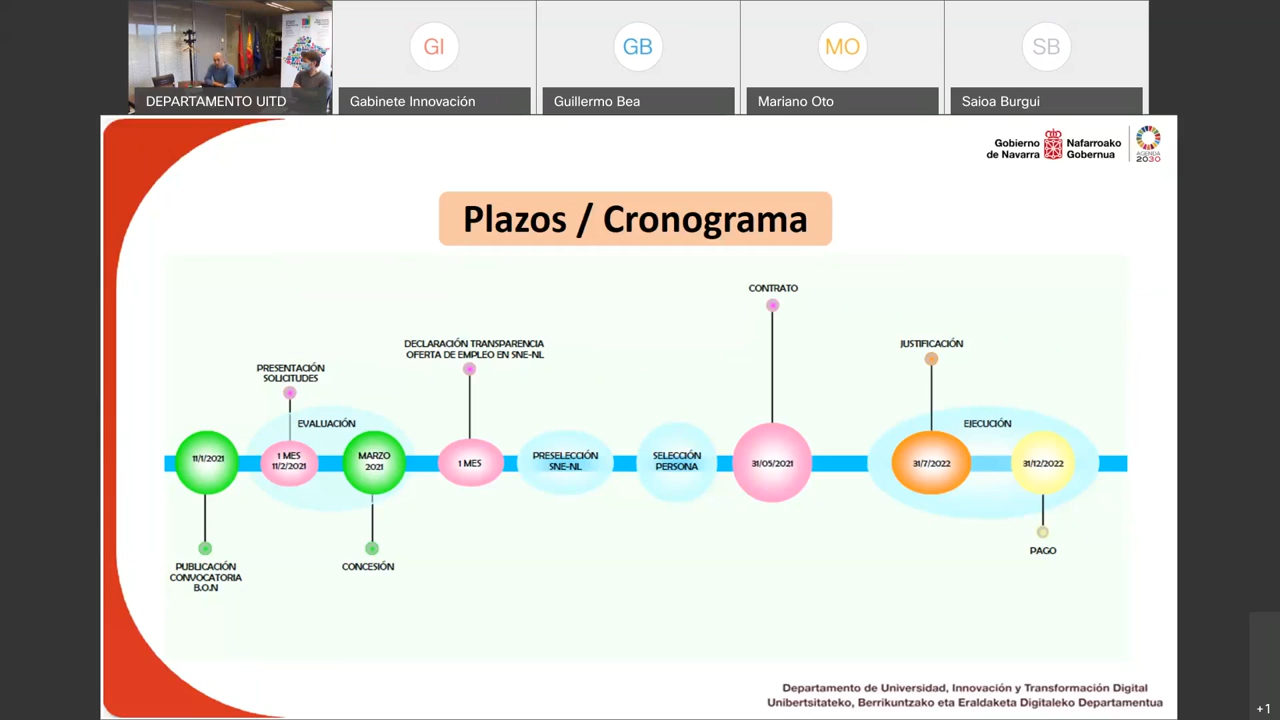 GI
GB
MO
SB
DEPARTAMENTO UITD
Gabinete Innovación
Guillermo Bea
Mariano Oto
Saioa Burgui
Gobierno
de Navarra
Nafarroako
Gobernua
AGENDA
2030
Plazos / Cronograma
CONTRATO
DECLARACIÓN TRANSPARENCIA
OFERTA DE EMPLEO EN SNE-NL
JUSTIFICACIÓN
PRESENTACIÓN
SOLICITUDES
EVALUACIÓN
EJECUCIÓN
11/1/2021
1 MES
11/2/2021
MARZO
2021
1 MES
PRESELECCIÓN
SNE-NL
SELECCIÓN
PERSONA
31/05/2021
31/7/2022
31/12/2022
PUBLICACIÓN
CONVOCATORIA
B.O.N
CONCESIÓN
PAGO
Departamento de Universidad, Innovación y Transformación Digital
Unibertsitateko, Berrikuntzako eta Eraldaketa Digitaleko Departamentua
+1